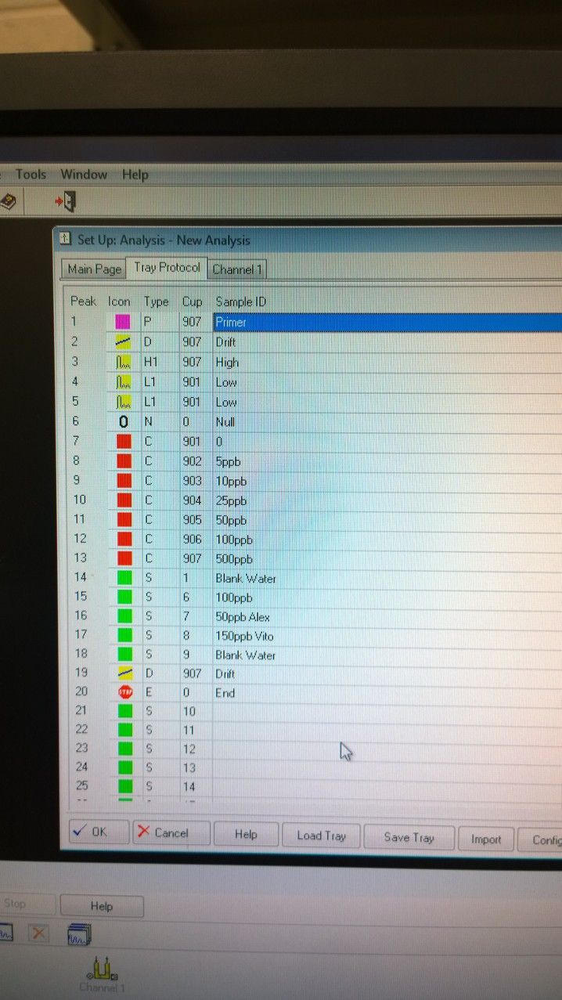 Tools Window Help
Set Up: Analysis - New Analysis
Main Page Tray Protocol Channel 1
Peak Icon Type Cup Sample ID
1 P 907 Primer
2 D 907 Drift
3 H1 907 High
4 L1 901 Low
5 L1 901 Low
6 0 N 0 Null
7 C 901 0
8 C 902 5ppb
9 C 903 10ppb
10 C 904 25ppb
11 C 905 50ppb
12 C 906 100ppb
13 C 907 500ppb
14 S 1 Blank Water
15 S 6 100ppb
16 S 7 50ppb Alex
17 S 8 150ppb Vito
18 S 9 Blank Water
19 D 907 Drift
20 STOP E 0 End
21 S 10
22 S 11
23 S 12
24 S 13
25 S 14
OK Cancel Help Load Tray Save Tray Import Config
Stop Help
Channel 1